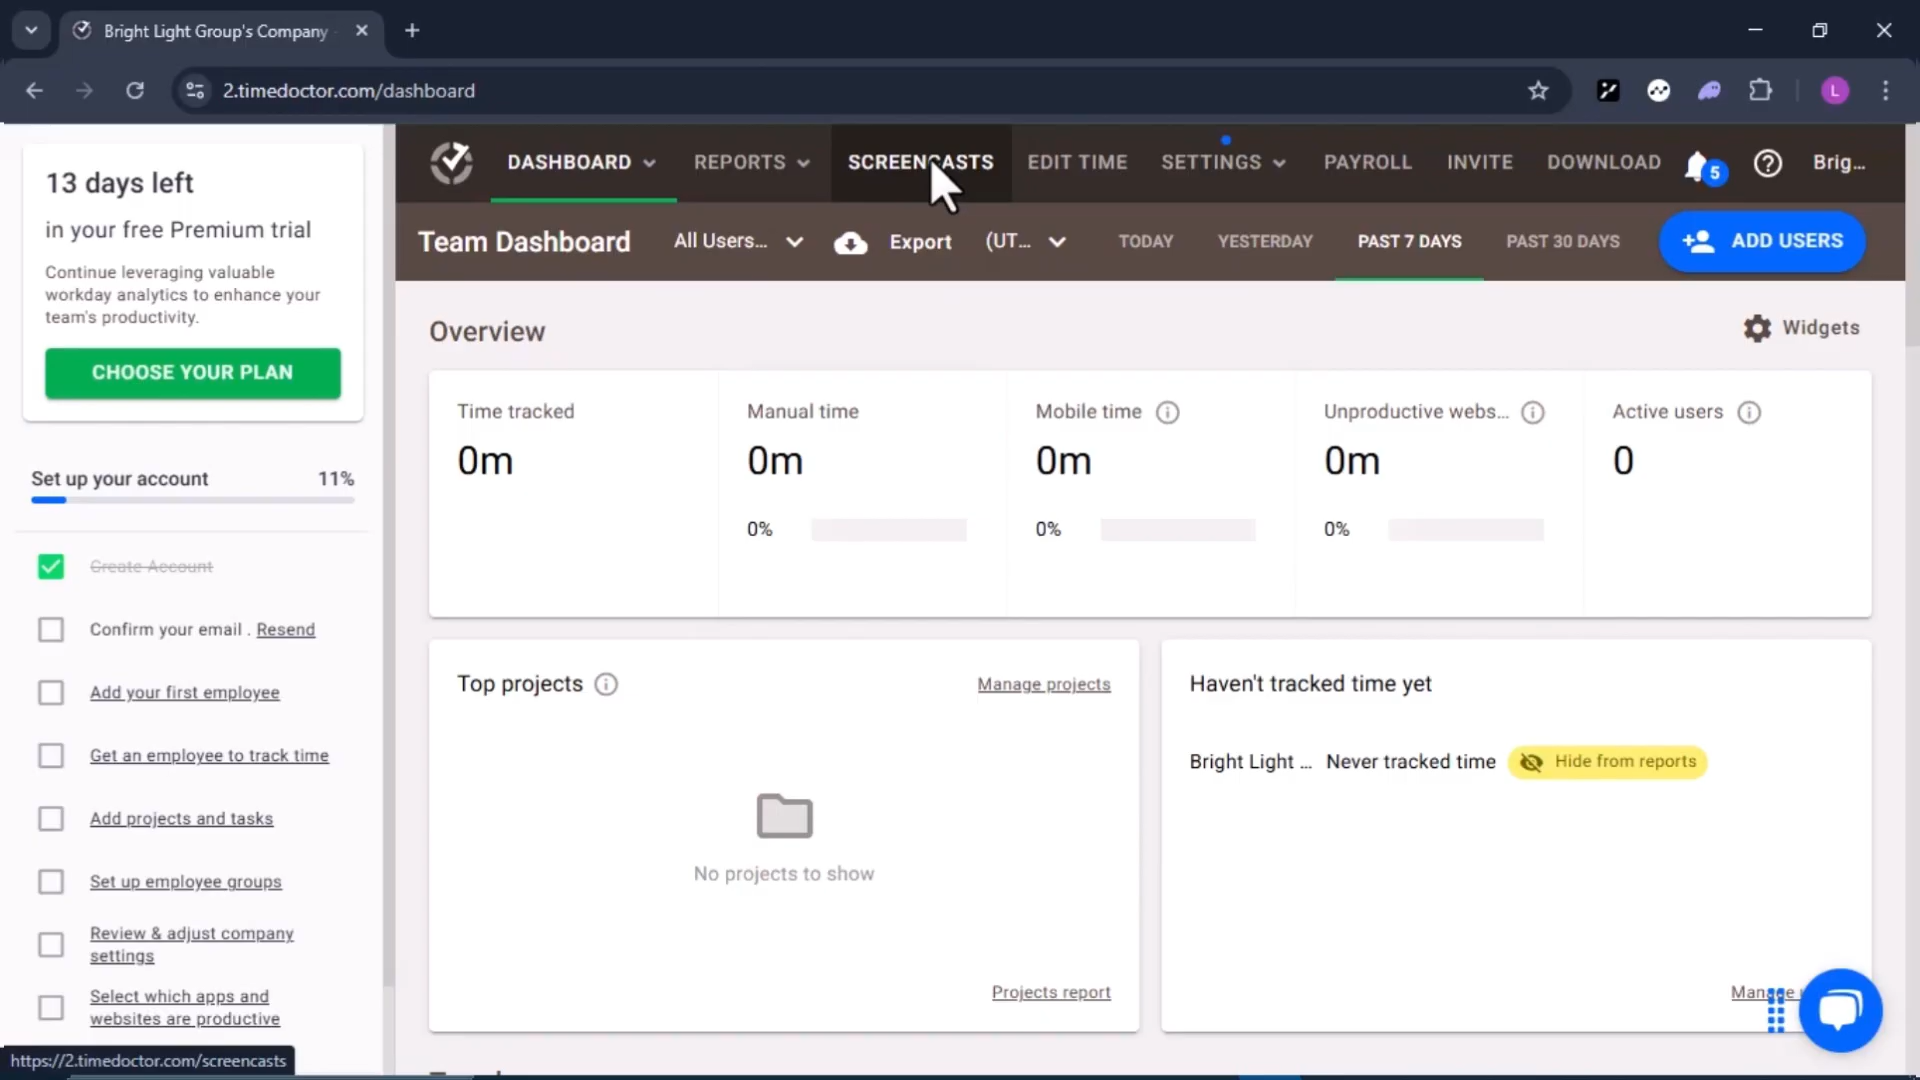 Bright Light Group's Company
2.timedoctor.com/dashboard
L
13 days left
in your free Premium trial
Continue leveraging valuable
workday analytics to enhance your
team's productivity.
CHOOSE YOUR PLAN
Set up your account 11%
Create Account
Confirm your email . Resend
Add your first employee
Get an employee to track time
Add projects and tasks
Set up employee groups
Review & adjust company
settings
Select which apps and
websites are productive
https://2.timedoctor.com/screencasts
DASHBOARD REPORTS SCREENCASTS EDIT TIME SETTINGS PAYROLL INVITE DOWNLOAD 5 Brig...
Team Dashboard All Users... Export (UT... TODAY YESTERDAY PAST 7 DAYS PAST 30 DAYS ADD USERS
Overview Widgets
Time tracked Manual time Mobile time Unproductive webs... Active users
0m 0m 0m 0m 0
0% 0% 0%
Top projects Manage projects
No projects to show
Projects report
Haven't tracked time yet
Bright Light ... Never tracked time Hide from reports
Manage